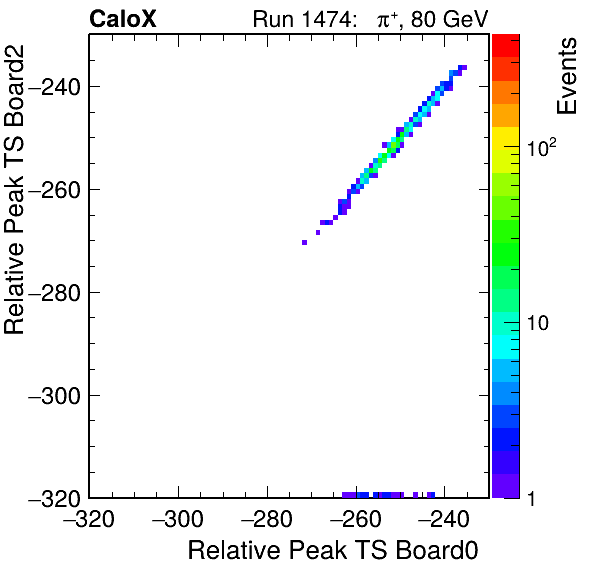 CaloX Run 1474: π⁺, 80 GeV
Relative Peak TS Board2
Events
−240
−260
−280
−300
−320
10²
10
1
−320 −300 −280 −260 −240
Relative Peak TS Board0